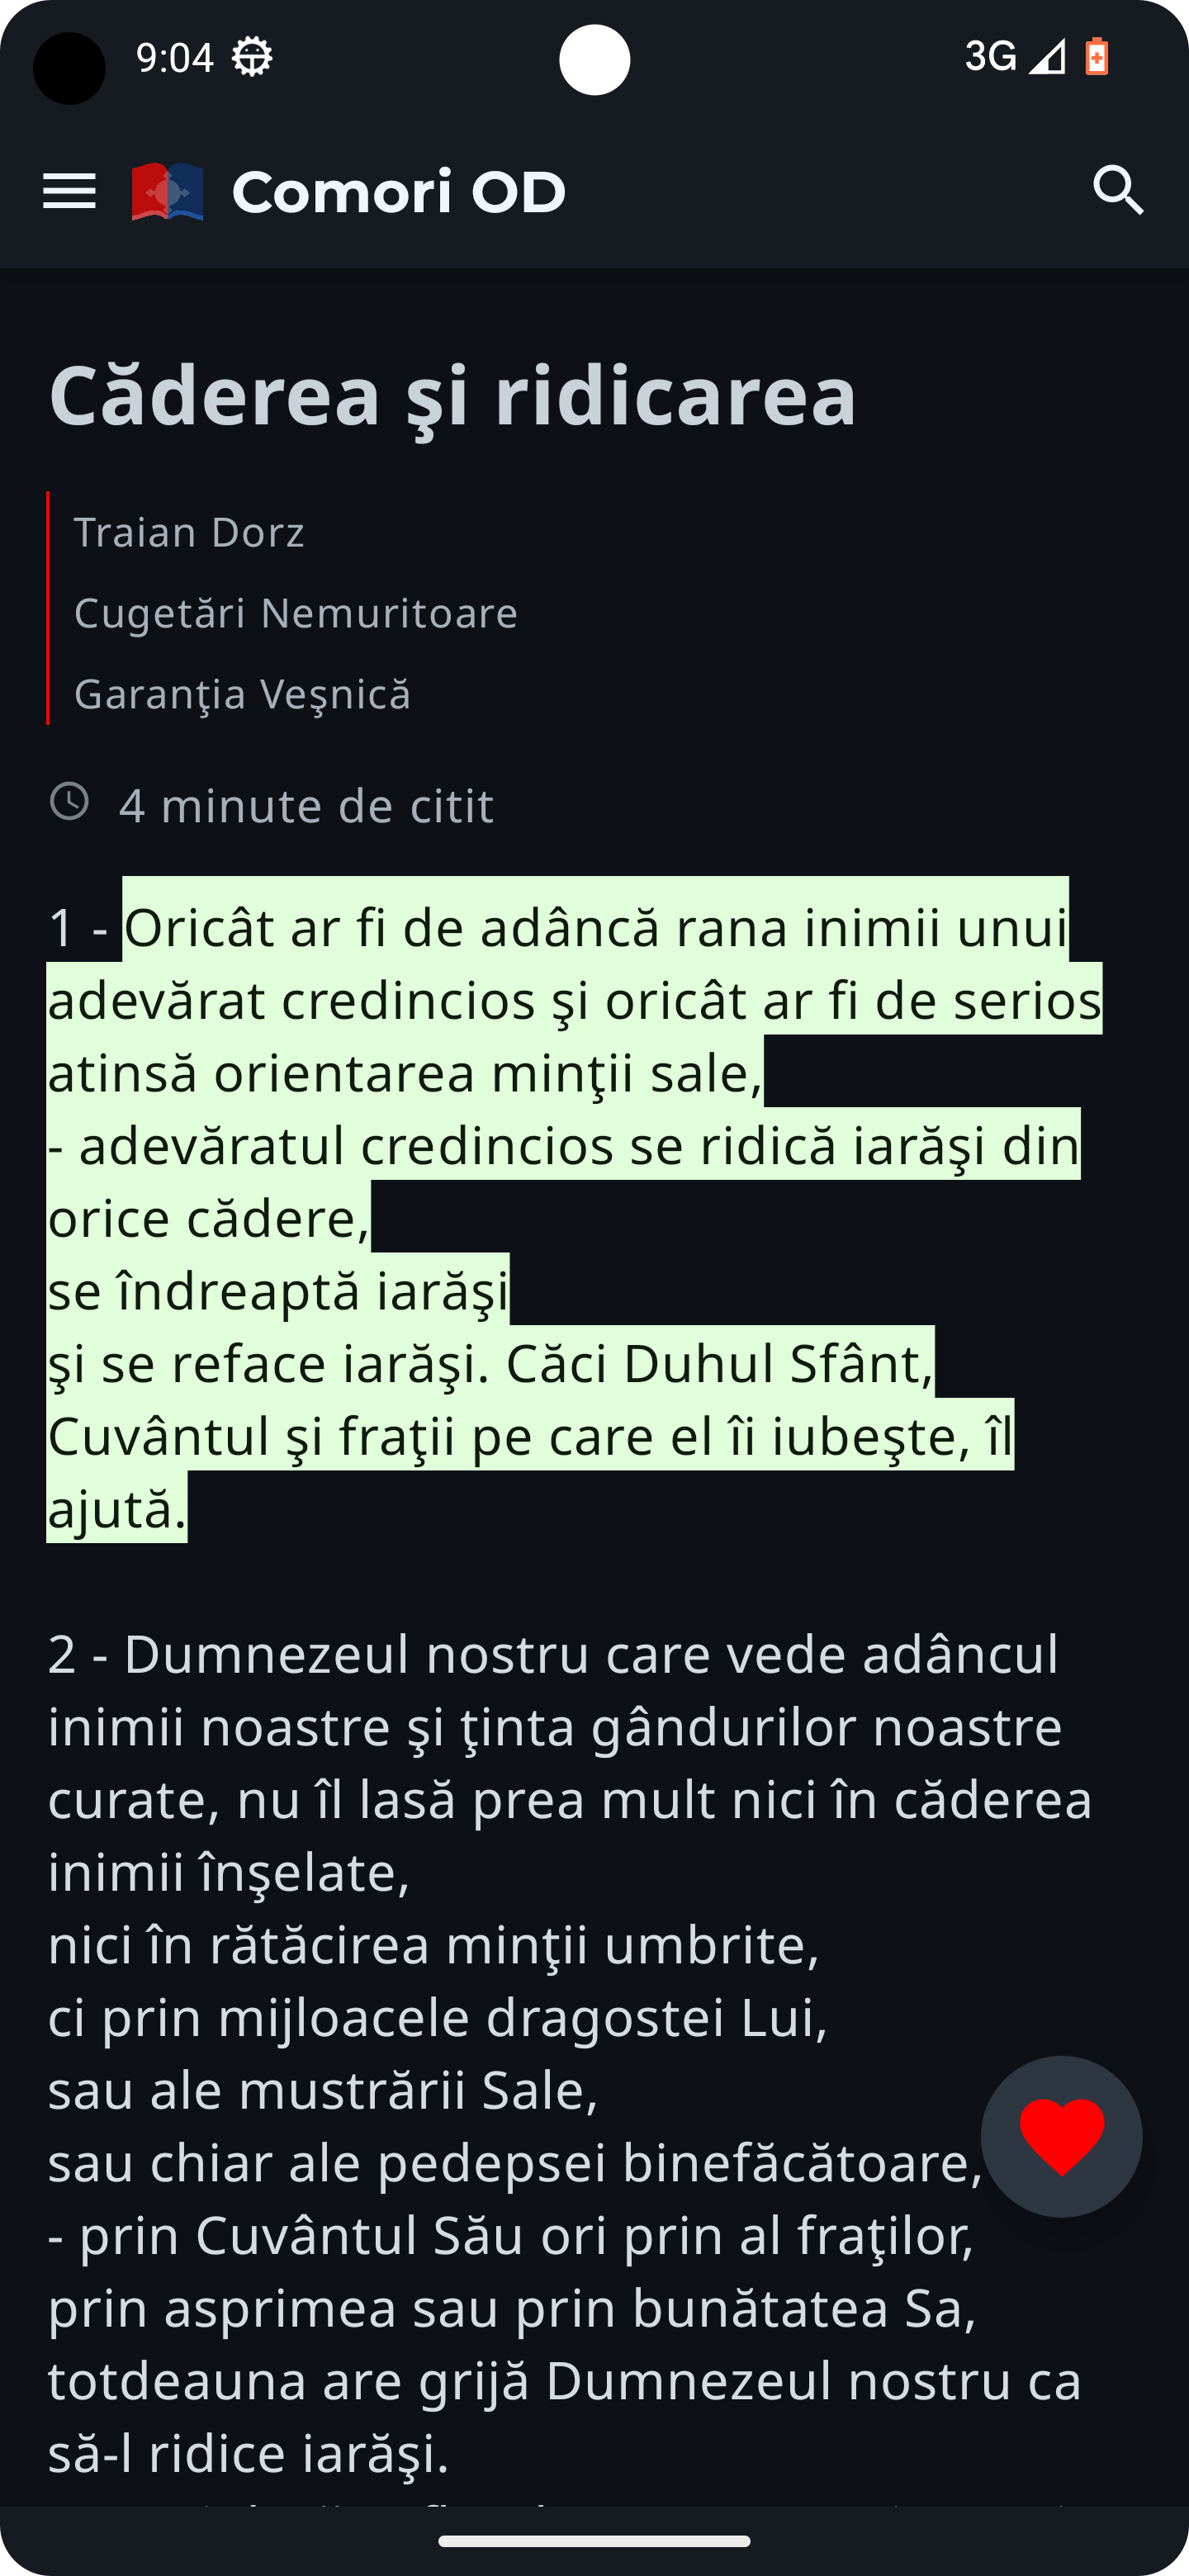 9:04
3G
Comori OD
Căderea şi ridicarea
Traian Dorz
Cugetări Nemuritoare
Garanţia Veşnică
4 minute de citit
1 - Oricât ar fi de adâncă rana inimii unui
adevărat credincios şi oricât ar fi de serios
atinsă orientarea minţii sale,
- adevăratul credincios se ridică iarăşi din
orice cădere,
se îndreaptă iarăşi
şi se reface iarăşi. Căci Duhul Sfânt,
Cuvântul şi fraţii pe care el îi iubeşte, îl
ajută.
2 - Dumnezeul nostru care vede adâncul
inimii noastre şi ţinta gândurilor noastre
curate, nu îl lasă prea mult nici în căderea
inimii înşelate,
nici în rătăcirea minţii umbrite,
ci prin mijloacele dragostei Lui,
sau ale mustrării Sale,
sau chiar ale pedepsei binefăcătoare,
- prin Cuvântul Său ori prin al fraţilor,
prin asprimea sau prin bunătatea Sa,
totdeauna are grijă Dumnezeul nostru ca
să-l ridice iarăşi.